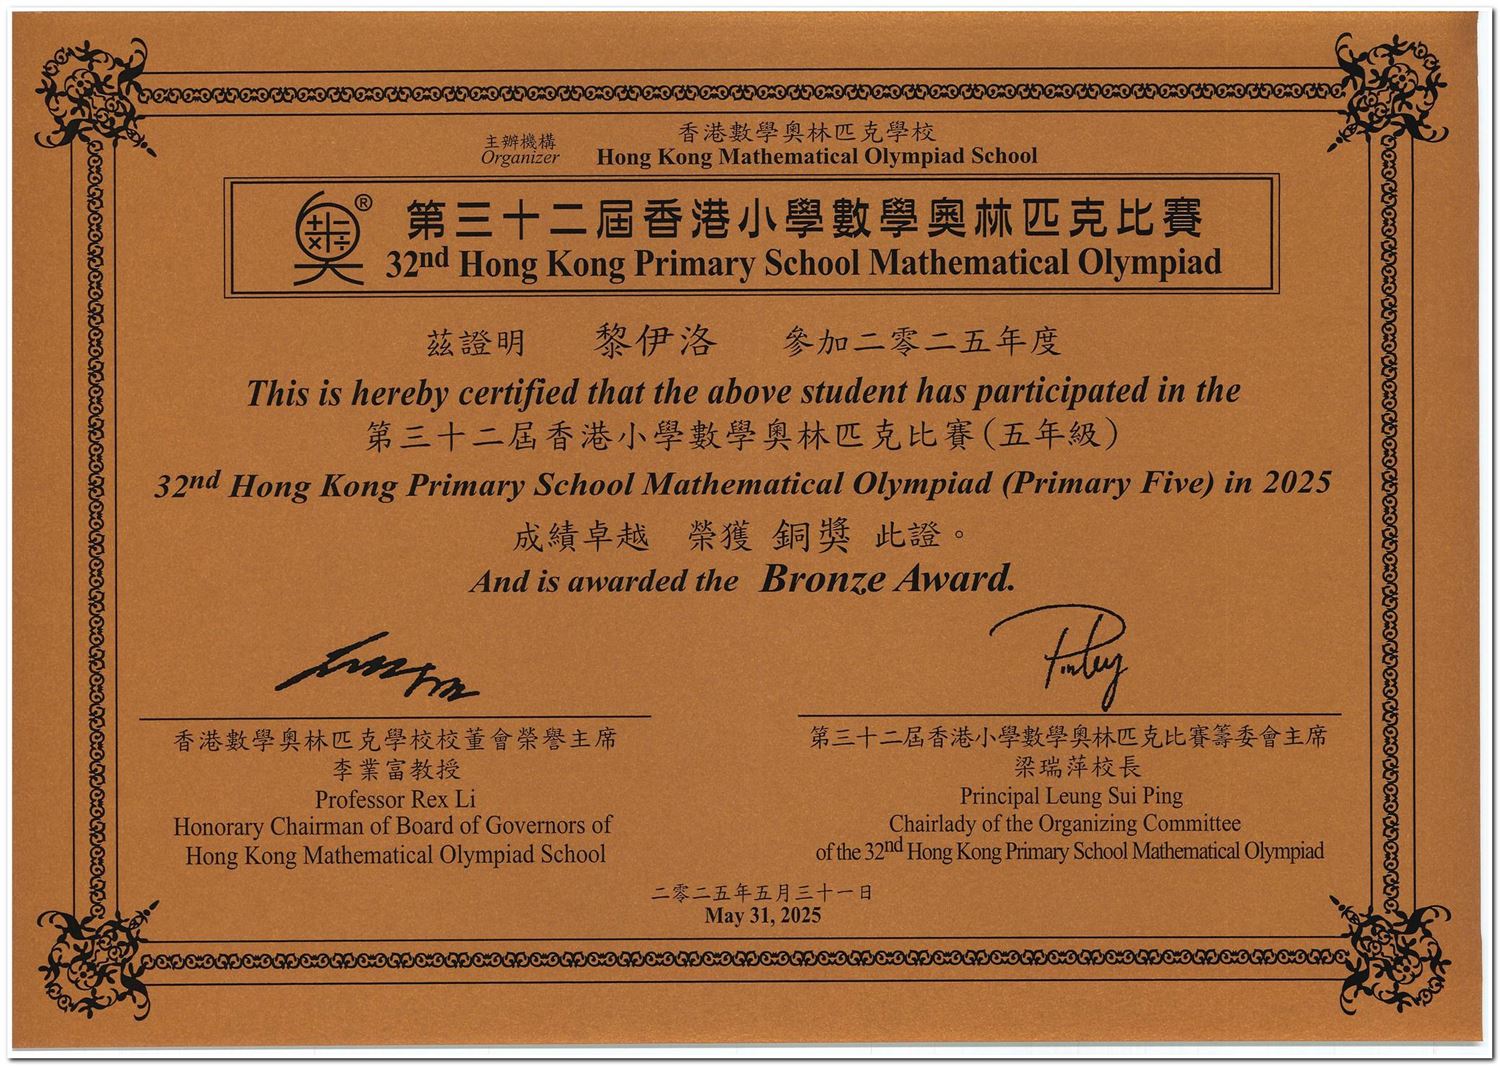 主辦機構
Organizer
香港數學奧林匹克學校
Hong Kong Mathematical Olympiad School
第三十二屆香港小學數學奧林匹克比賽
32nd Hong Kong Primary School Mathematical Olympiad
茲證明 黎伊洛 參加二零二五年度
This is hereby certified that the above student has participated in the
第三十二屆香港小學數學奧林匹克比賽(五年級)
32nd Hong Kong Primary School Mathematical Olympiad (Primary Five) in 2025
成績卓越 榮獲 銅獎 此證。
And is awarded the Bronze Award.
香港數學奧林匹克學校校董會榮譽主席
李業富教授
Professor Rex Li
Honorary Chairman of Board of Governors of
Hong Kong Mathematical Olympiad School
第三十二屆香港小學數學奧林匹克比賽籌委會主席
梁瑞萍校長
Principal Leung Sui Ping
Chairlady of the Organizing Committee
of the 32nd Hong Kong Primary School Mathematical Olympiad
二零二五年五月三十一日
May 31, 2025